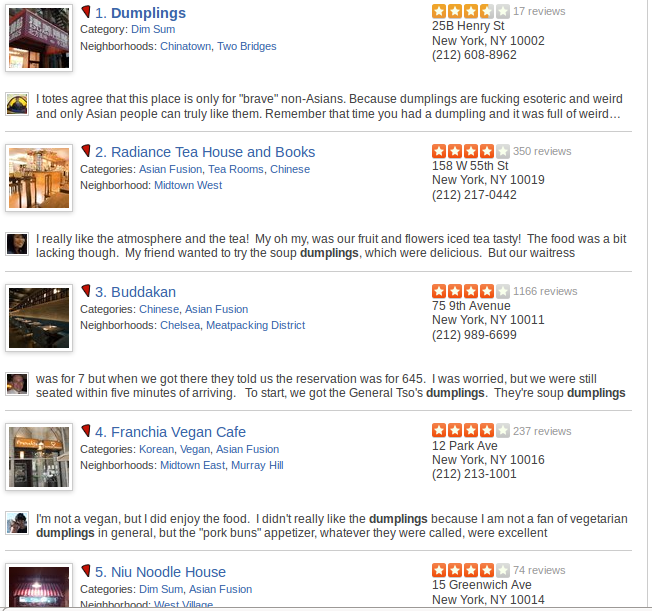 1. Dumplings
17 reviews
Category: Dim Sum
Neighborhoods: Chinatown, Two Bridges
25B Henry St
New York, NY 10002
(212) 608-8962
I totes agree that this place is only for "brave" non-Asians. Because dumplings are fucking esoteric and weird
and only Asian people can truly like them. Remember that time you had a dumpling and it was full of weird…
2. Radiance Tea House and Books
350 reviews
Categories: Asian Fusion, Tea Rooms, Chinese
Neighborhood: Midtown West
158 W 55th St
New York, NY 10019
(212) 217-0442
I really like the atmosphere and the tea! My oh my, was our fruit and flowers iced tea tasty! The food was a bit
lacking though. My friend wanted to try the soup dumplings, which were delicious. But our waitress
3. Buddakan
1166 reviews
Categories: Chinese, Asian Fusion
Neighborhoods: Chelsea, Meatpacking District
75 9th Avenue
New York, NY 10011
(212) 989-6699
was for 7 but when we got there they told us the reservation was for 645. I was worried, but we were still
seated within five minutes of arriving. To start, we got the General Tso's dumplings. They're soup dumplings
4. Franchia Vegan Cafe
237 reviews
Categories: Korean, Vegan, Asian Fusion
Neighborhoods: Midtown East, Murray Hill
12 Park Ave
New York, NY 10016
(212) 213-1001
I'm not a vegan, but I did enjoy the food. I didn't really like the dumplings because I am not a fan of vegetarian
dumplings in general, but the "pork buns" appetizer, whatever they were called, were excellent
5. Niu Noodle House
74 reviews
Categories: Dim Sum, Asian Fusion
Neighborhoods: West Village
15 Greenwich Ave
New York, NY 10014